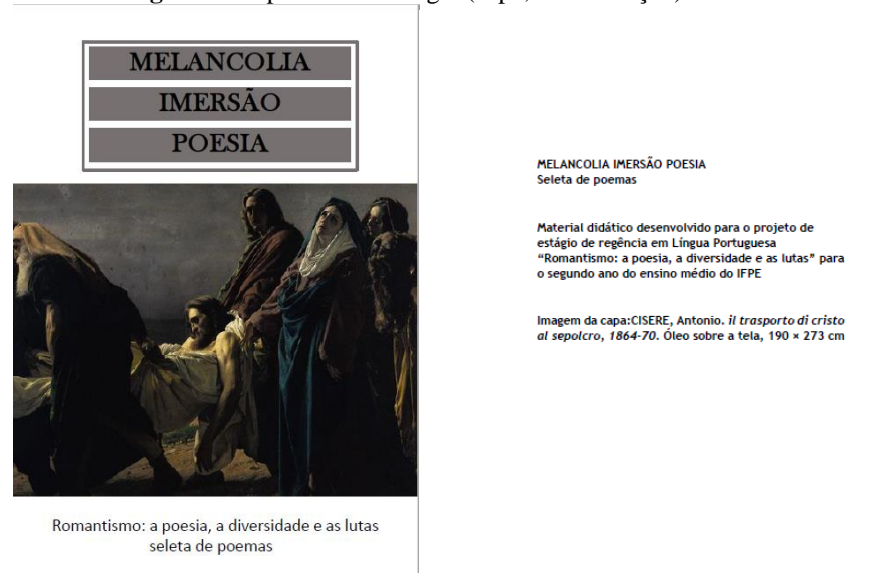 MELANCOLIA
IMERSÃO
POESIA
Romantismo: a poesia, a diversidade e as lutas
seleta de poemas
MELANCOLIA IMERSÃO POESIA
Seleta de poemas
Material didático desenvolvido para o projeto de
estágio de regência em Língua Portuguesa
“Romantismo: a poesia, a diversidade e as lutas” para
o segundo ano do ensino médio do IFPE
Imagem da capa:CISERE, Antonio. il trasporto di cristo
al sepolcro, 1864-70. Óleo sobre a tela, 190 × 273 cm